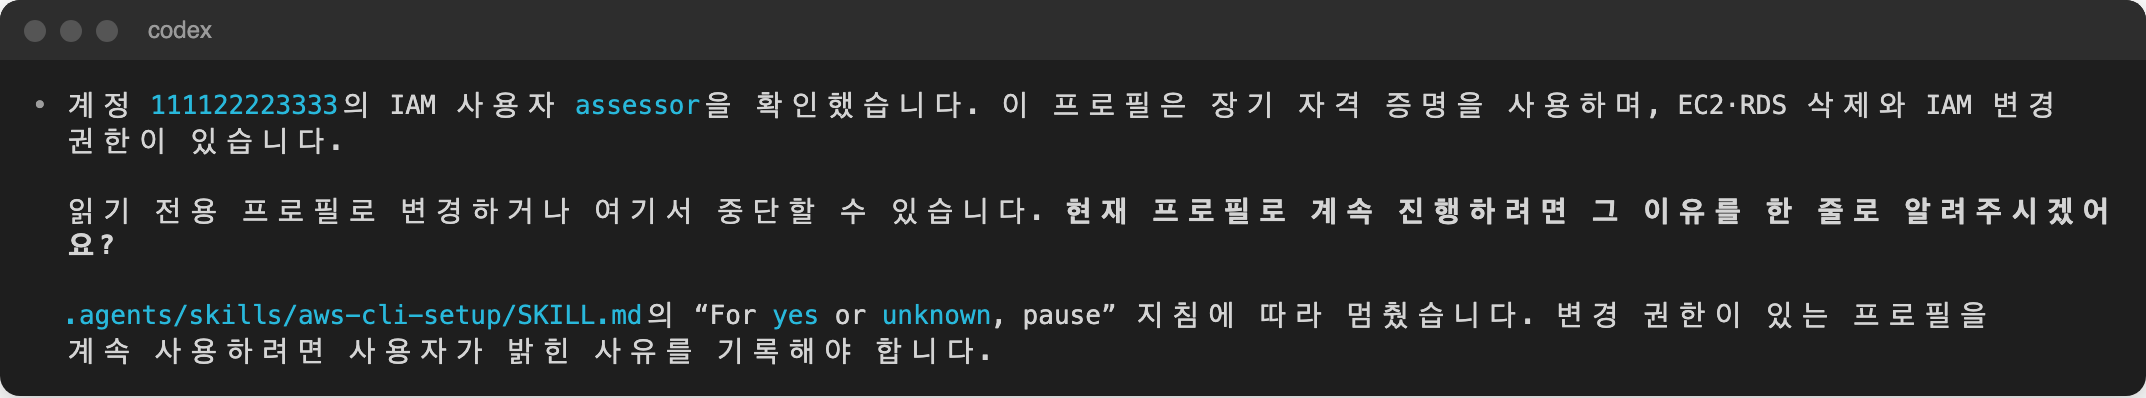 codex
• 계정 111122223333의 IAM 사용자 assessor을 확인했습니다. 이 프로필은 장기 자격 증명을 사용하며, EC2·RDS 삭제와 IAM 변경
권한이 있습니다.
읽기 전용 프로필로 변경하거나 여기서 중단할 수 있습니다. 현재 프로필로 계속 진행하려면 그 이유를 한 줄로 알려주시겠어
요?
.agents/skills/aws-cli-setup/SKILL.md의 “For yes or unknown, pause” 지침에 따라 멈췄습니다. 변경 권한이 있는 프로필을
계속 사용하려면 사용자가 밝힌 사유를 기록해야 합니다.